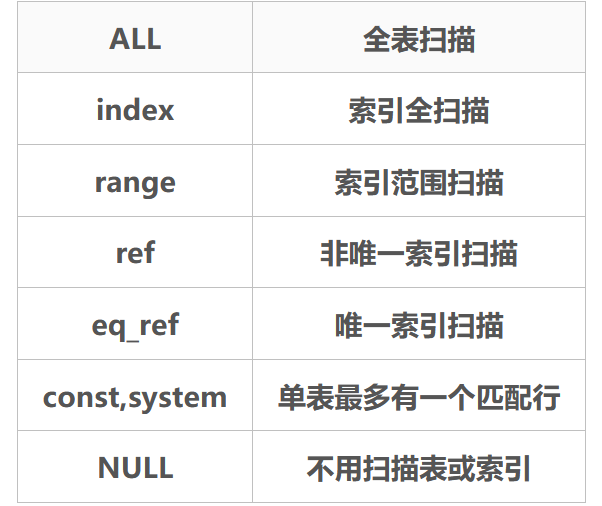 ALL 全表扫描
index 索引全扫描
range 索引范围扫描
ref 非唯一索引扫描
eq_ref 唯一索引扫描
const,system 单表最多有一个匹配行
NULL 不用扫描表或索引